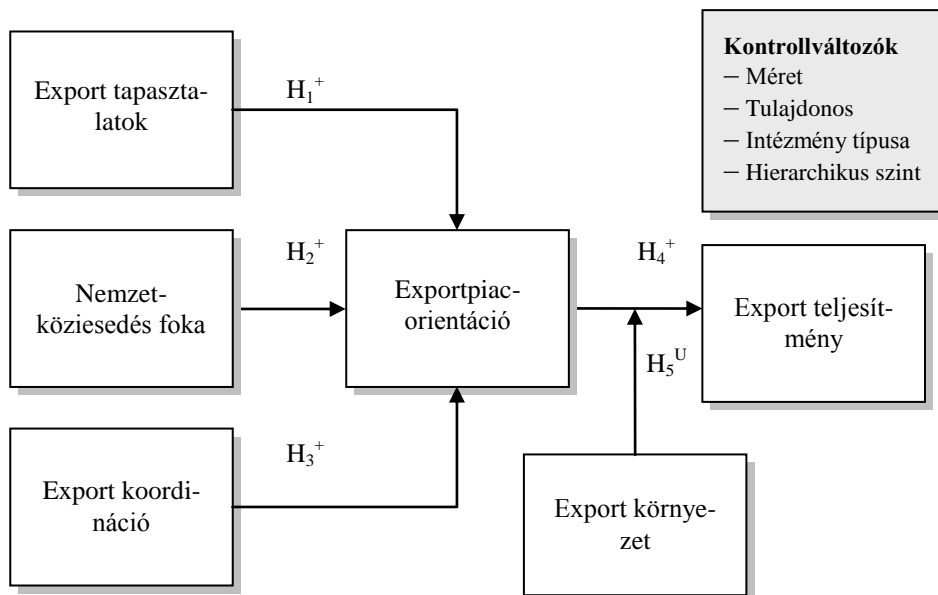 Export tapaszta-
latok
H₁⁺
Kontrollváltozók
– Méret
– Tulajdonos
– Intézmény típusa
– Hierarchikus szint
Nemzet-
köziesedés foka
H₂⁺
Exportpiac-
orientáció
H₄⁺
Export teljesít-
mény
H₅ᵁ
Export koordi-
náció
H₃⁺
Export környe-
zet